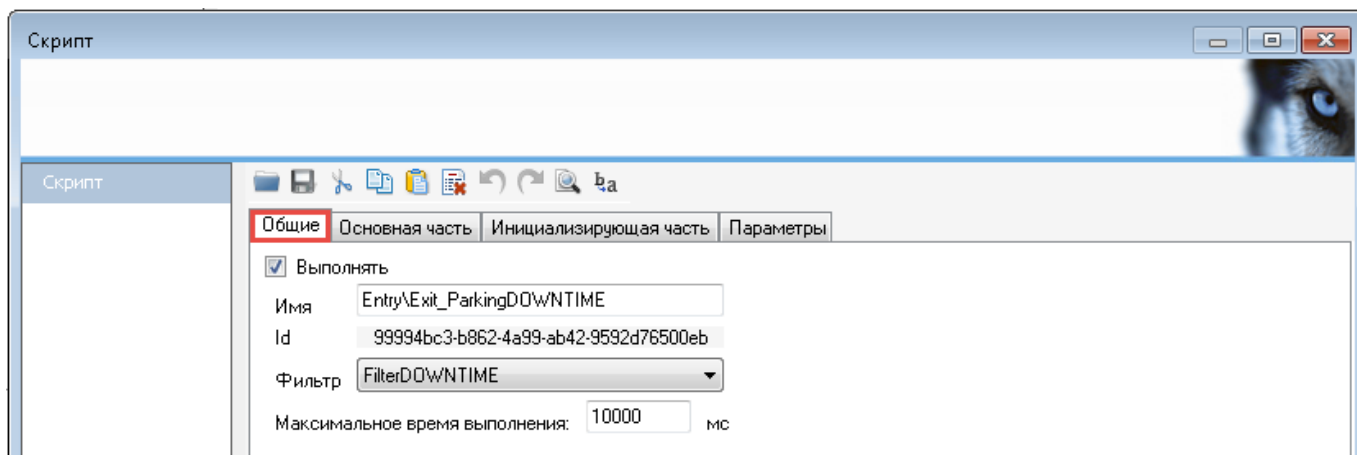 Скрипт
Скрипт
Общие Основная часть Инициализирующая часть Параметры
Выполнять
Имя Entry\Exit_ParkingDOWNTIME
Id 99994bc3-b862-4a99-ab42-9592d76500eb
Фильтр FilterDOWNTIME
Максимальное время выполнения: 10000 мс